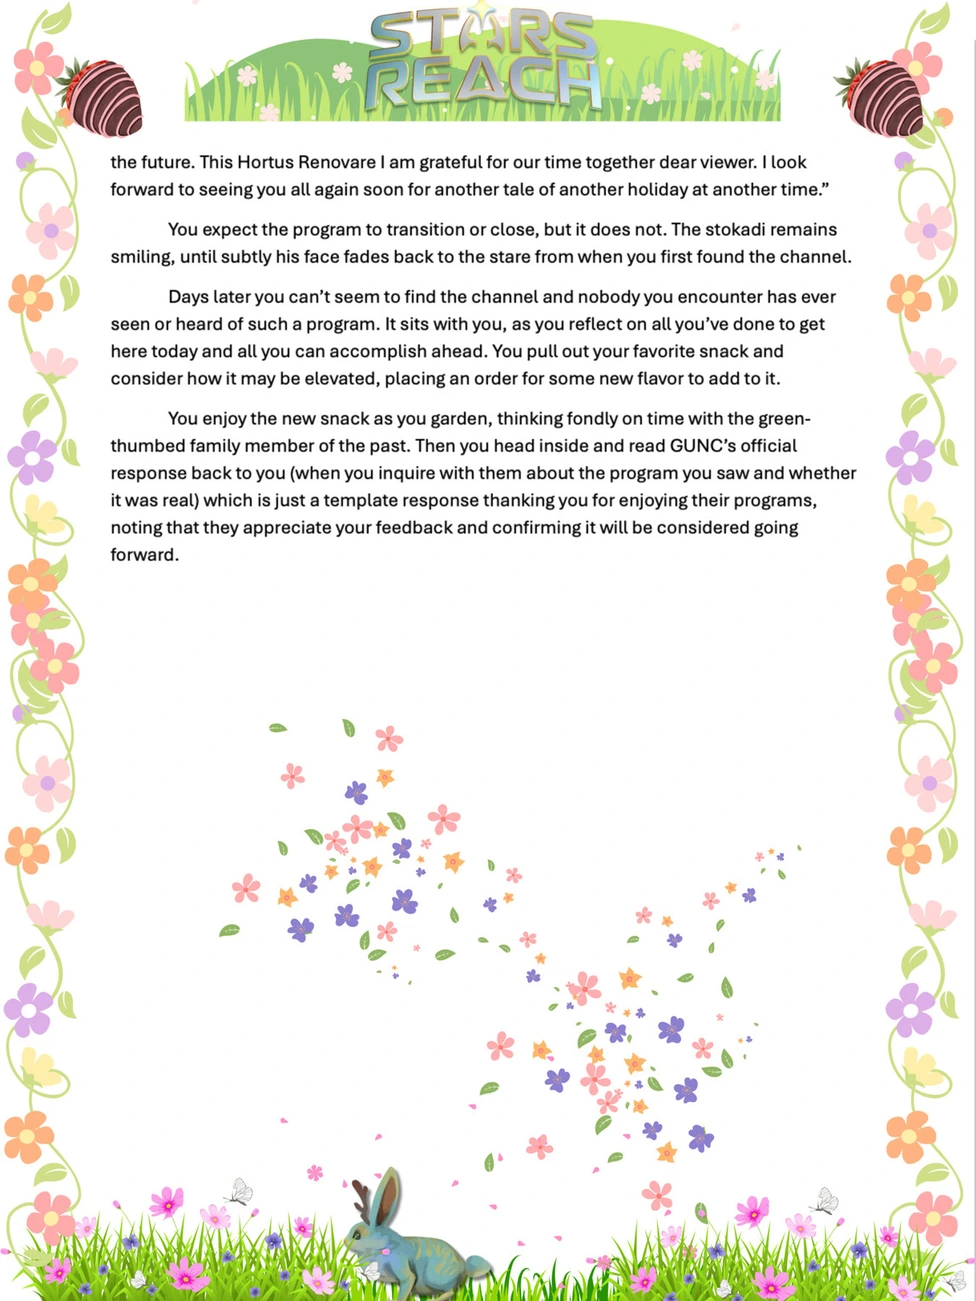 STARS
REACH
the future. This Hortus Renovare I am grateful for our time together dear viewer. I look
forward to seeing you all again soon for another tale of another holiday at another time.”
You expect the program to transition or close, but it does not. The stokadi remains
smiling, until subtly his face fades back to the stare from when you first found the channel.
Days later you can’t seem to find the channel and nobody you encounter has ever
seen or heard of such a program. It sits with you, as you reflect on all you’ve done to get
here today and all you can accomplish ahead. You pull out your favorite snack and
consider how it may be elevated, placing an order for some new flavor to add to it.
You enjoy the new snack as you garden, thinking fondly on time with the green-
thumbed family member of the past. Then you head inside and read GUNC’s official
response back to you (when you inquire with them about the program you saw and whether
it was real) which is just a template response thanking you for enjoying their programs,
noting that they appreciate your feedback and confirming it will be considered going
forward.